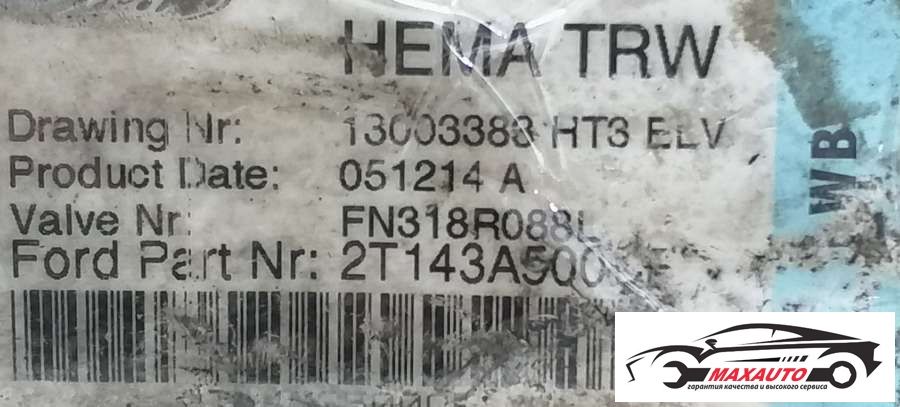 HEMA TRW
Drawing Nr: 13003383 HT3 ELV
Product Date: 051214 A
Valve Nr: FN318R088L
Ford Part Nr:
WB
MAXAUTO
гарантия качества и высокого сервиса